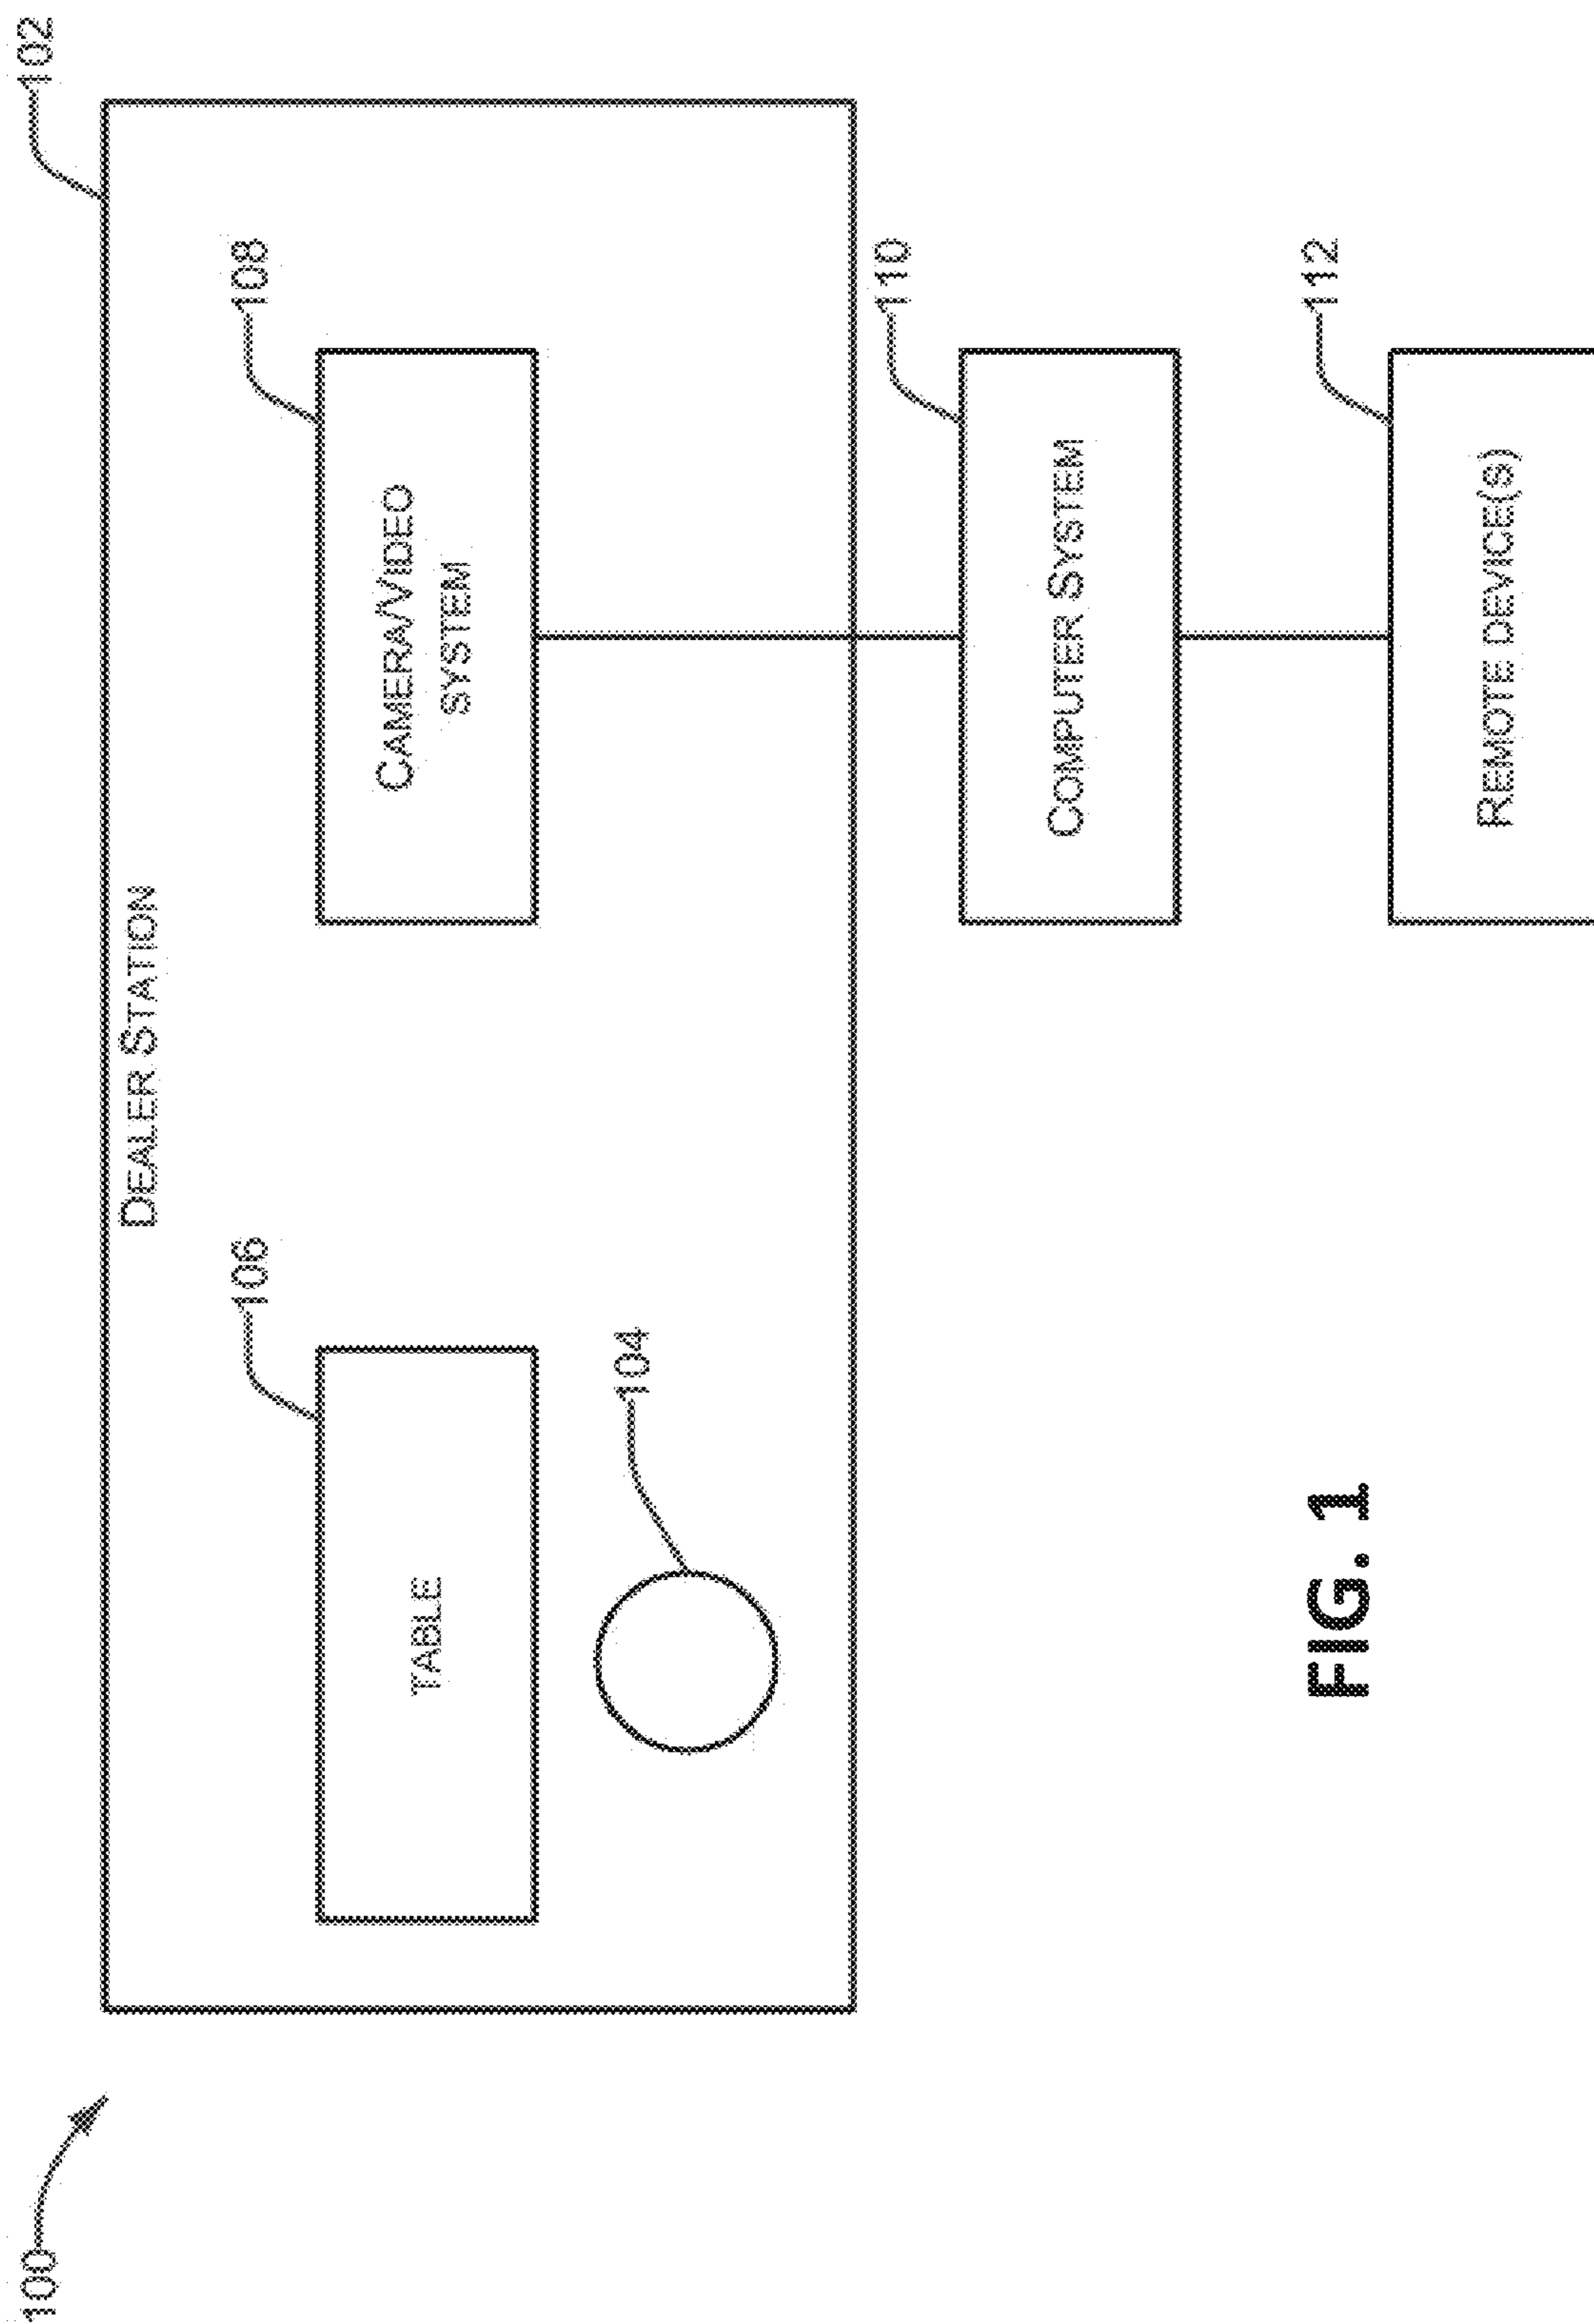 100
102
DEALER STATION
106
108
TABLE
CAMERA/VIDEO
SYSTEM
104
110
COMPUTER SYSTEM
112
REMOTE DEVICE(S)
FIG. 1